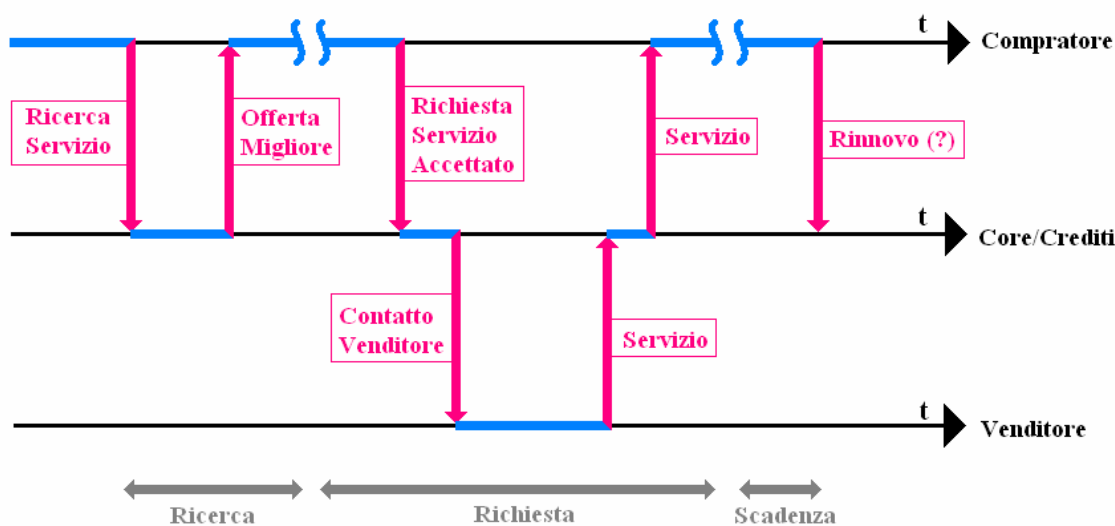 t
Compratore
Ricerca
Servizio
Offerta
Migliore
Richiesta
Servizio
Accettato
Servizio
Rinnovo (?)
t
Core/Crediti
Contatto
Venditore
Servizio
t
Venditore
Ricerca
Richiesta
Scadenza